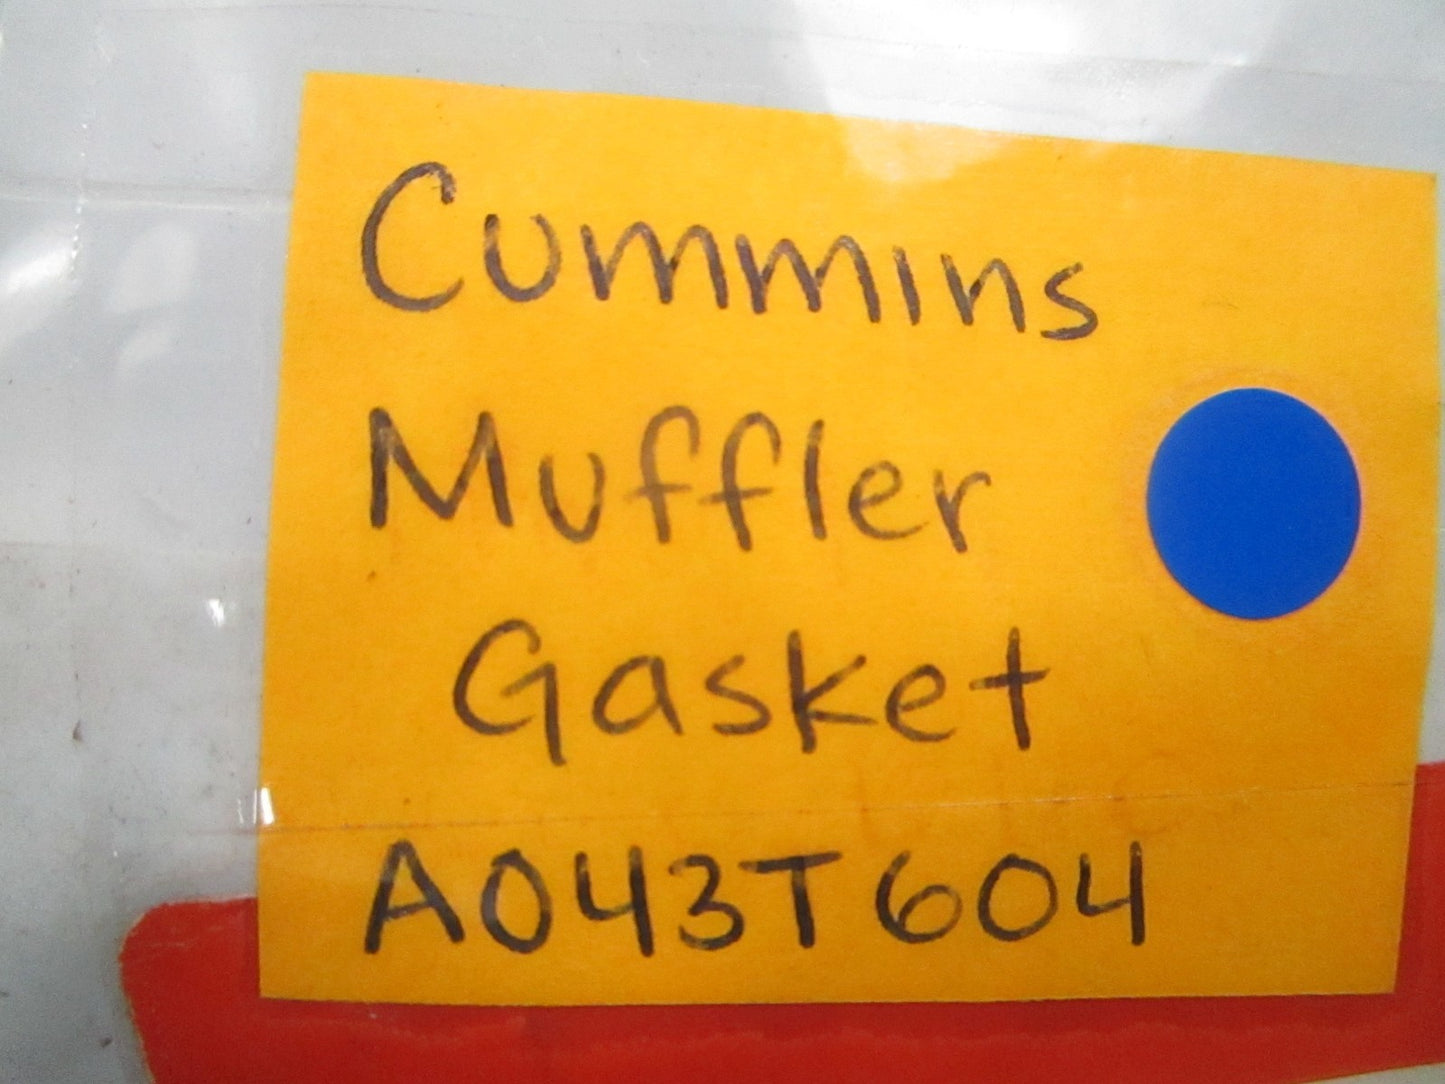 Cummins
Muffler
Gasket
A043T604